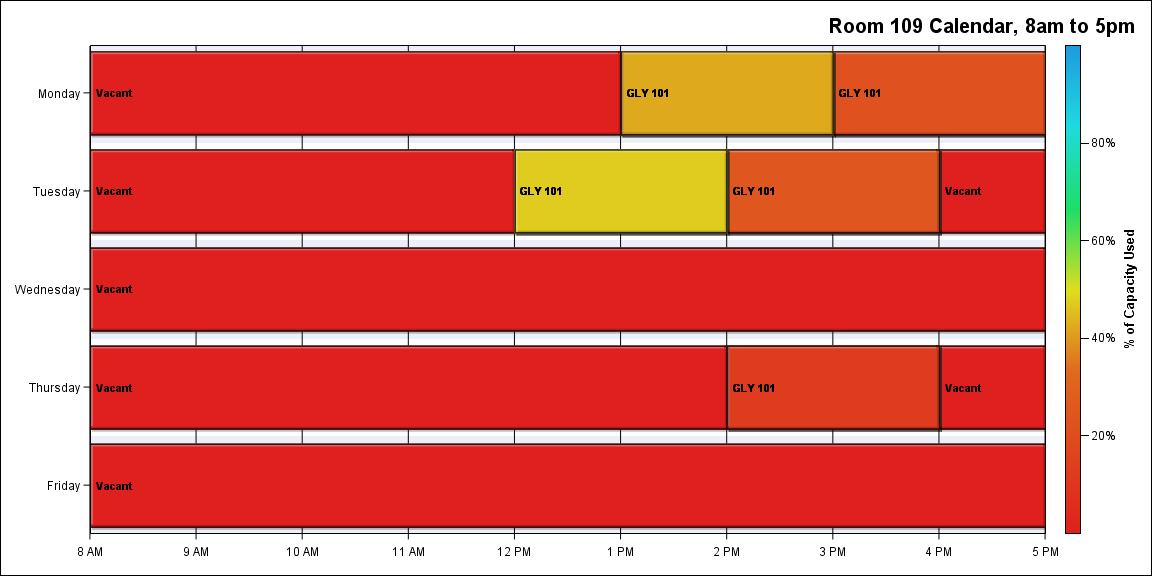 Room 109 Calendar, 8am to 5pm
Monday
Vacant
GLY 101
GLY 101
Tuesday
Vacant
GLY 101
GLY 101
Vacant
Wednesday
Vacant
Thursday
Vacant
GLY 101
Vacant
Friday
Vacant
8 AM
9 AM
10 AM
11 AM
12 PM
1 PM
2 PM
3 PM
4 PM
5 PM
80%
60%
40%
20%
% of Capacity Used